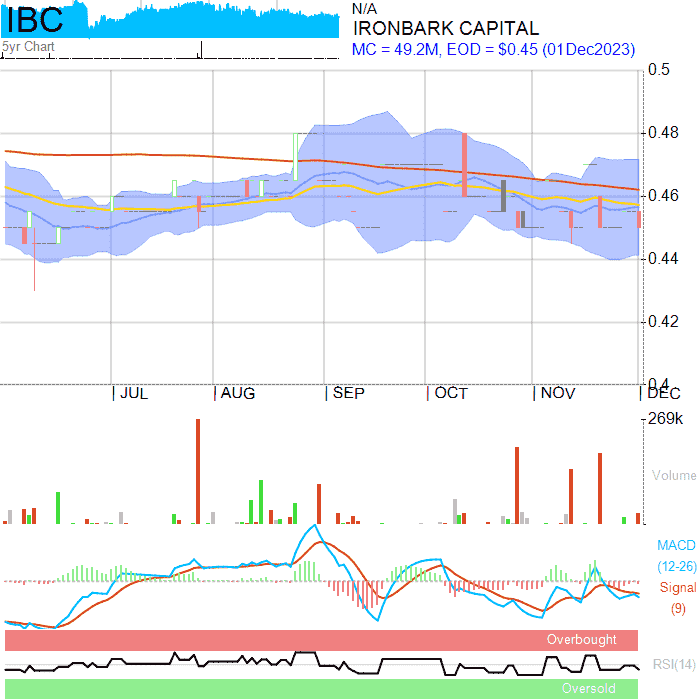 IBC
N/A
IRONBARK CAPITAL
5yr Chart
MC = 49.2M, EOD = $0.45 (01Dec2023)
0.5
0.48
0.46
0.44
0.42
0.4
JUL
AUG
SEP
OCT
NOV
DEC
269k
Volume
MACD
(12-26)
Signal
(9)
Overbought
RSI(14)
Oversold